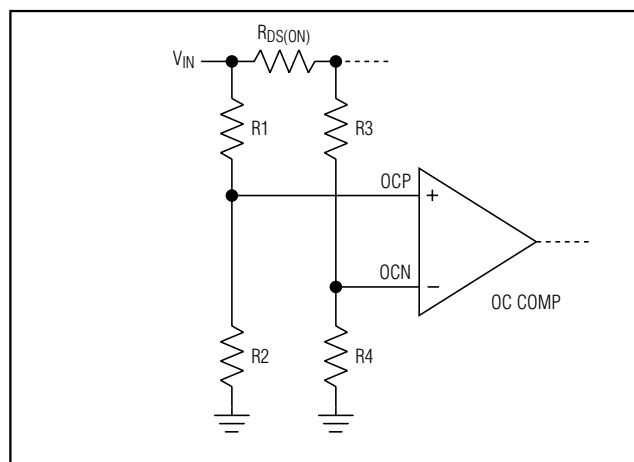 RDS(ON)
VIN
R1
R3
OCP
+
OCN
−
OC COMP
R2
R4